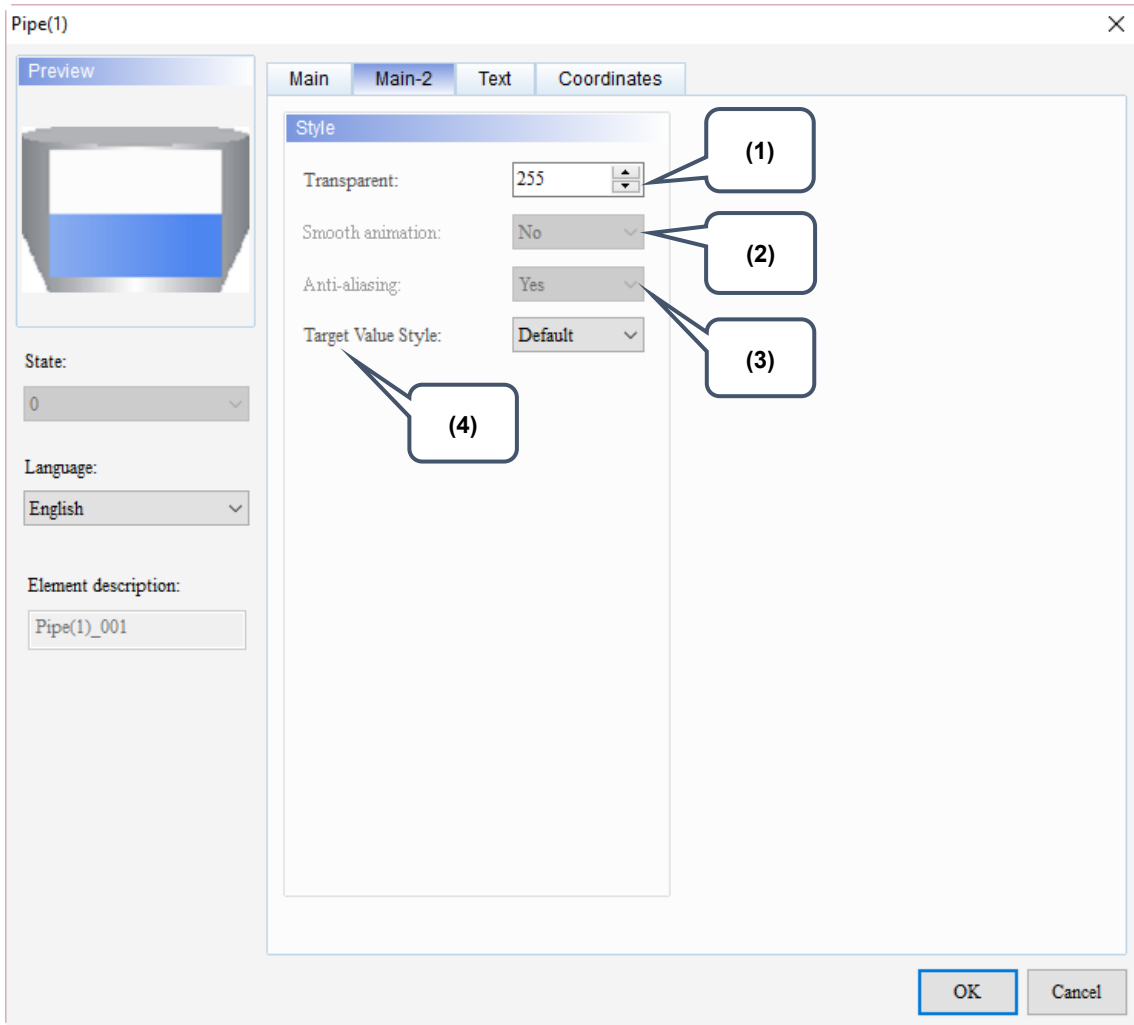 Pipe(1)
Preview
State:
0
Language:
English
Element description:
Pipe(1)_001
Main Main-2 Text Coordinates
Style
Transparent: 255
Smooth animation: No
Anti-aliasing: Yes
Target Value Style: Default
(1)
(2)
(3)
(4)
OK Cancel